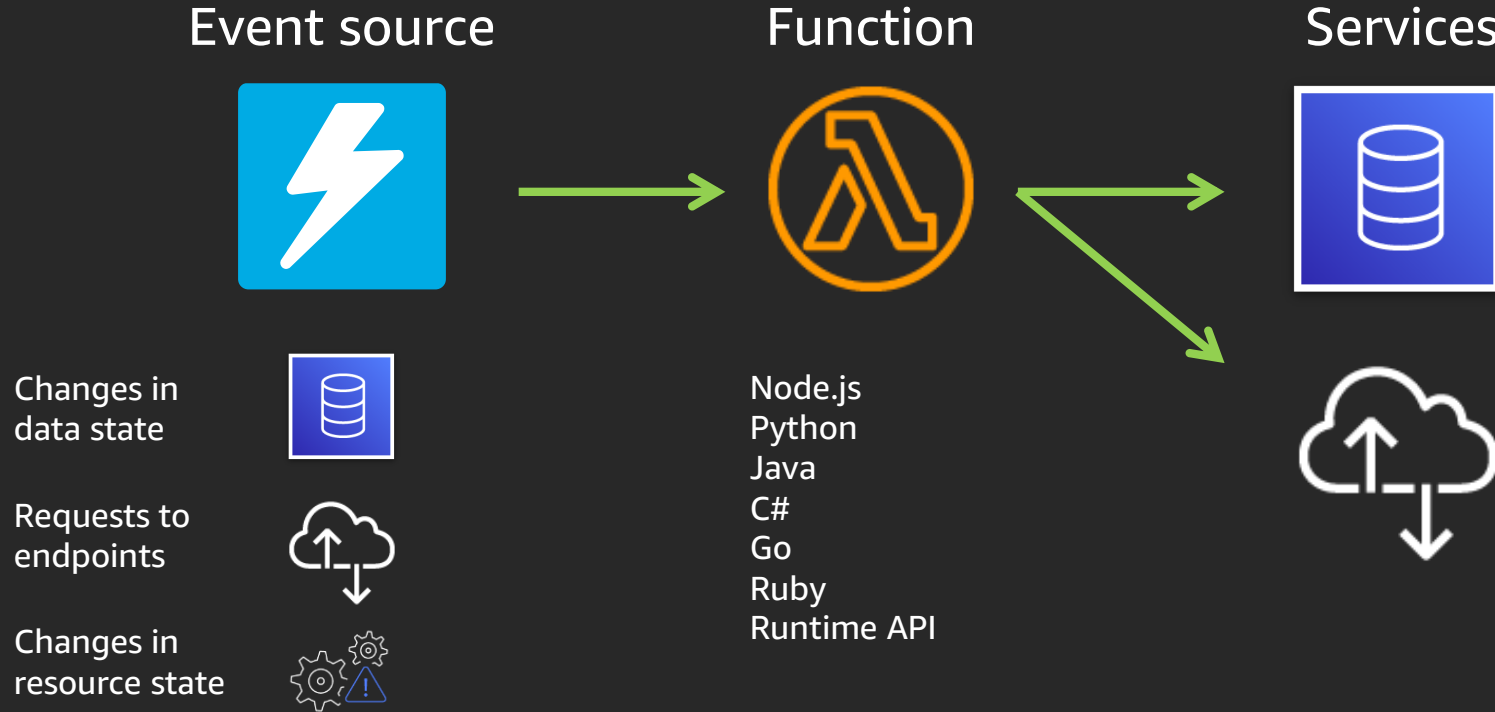 Event source
Function
Services
Changes in
data state
Requests to
endpoints
Changes in
resource state
Node.js
Python
Java
C#
Go
Ruby
Runtime API